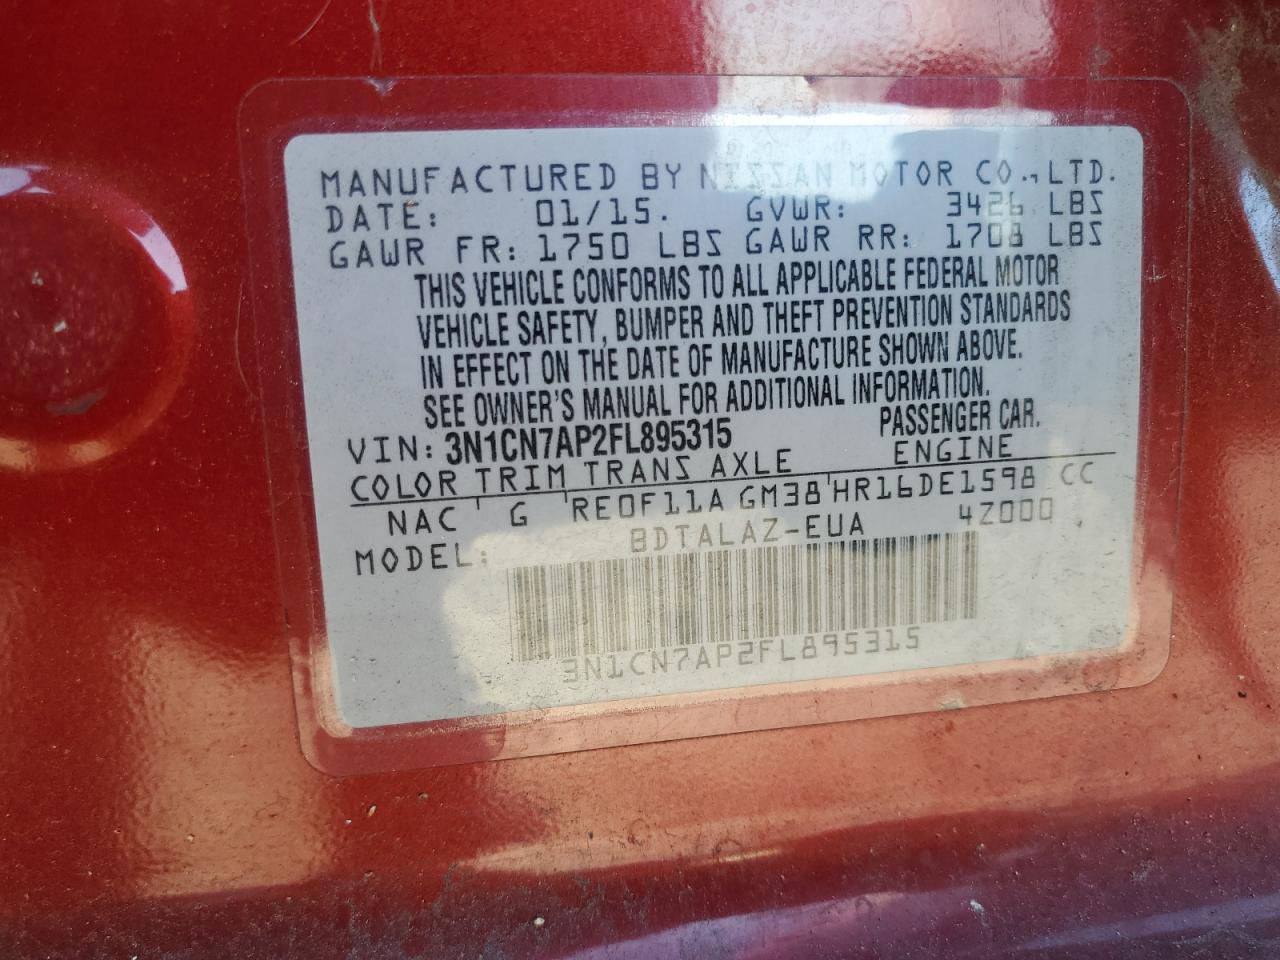 MANUFACTURED BY NISSAN MOTOR CO., LTD.
DATE: 01/15. GVWR: 3426 LBS
GAWR FR: 1750 LBS GAWR RR: 1708 LBS
THIS VEHICLE CONFORMS TO ALL APPLICABLE FEDERAL MOTOR
VEHICLE SAFETY, BUMPER AND THEFT PREVENTION STANDARDS
IN EFFECT ON THE DATE OF MANUFACTURE SHOWN ABOVE.
SEE OWNER'S MANUAL FOR ADDITIONAL INFORMATION.
VIN: 3N1CN7AP2FL895315 PASSENGER CAR.
COLOR TRIM TRANS AXLE ENGINE
NAC G RE0F11A GM38 HR16DE1598 CC
MODEL: BDTALAZ-EUA 4Z000
3N1CN7AP2FL895315